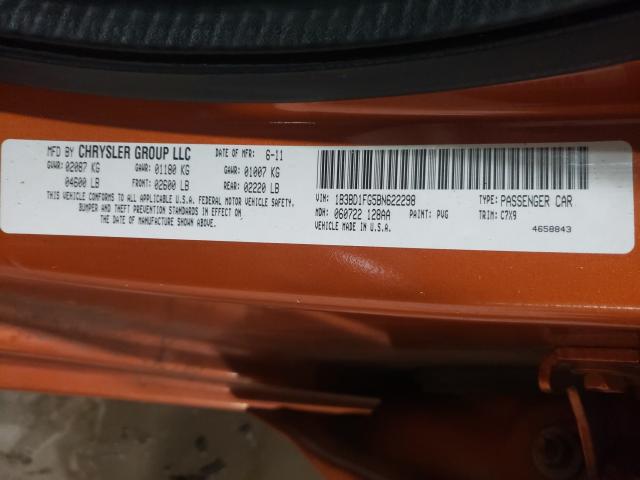 MFD BY CHRYSLER GROUP LLC DATE OF MFR: 6-11
GVWR: 02087 KG GAWR: 01180 KG GAWR: 01007 KG
04600 LB FRONT: 02600 LB REAR: 02220 LB
THIS VEHICLE CONFORMS TO ALL APPLICABLE U.S.A. FEDERAL MOTOR VEHICLE SAFETY,
BUMPER AND THEFT PREVENTION STANDARDS IN EFFECT ON
THE DATE OF MANUFACTURE SHOWN ABOVE.
VIN: 1B3BD1FG5BN622298 TYPE: PASSENGER CAR
MDH: 060722 128AA PAINT: PVG TRIM: C7X9
VEHICLE MADE IN U.S.A.
4658843